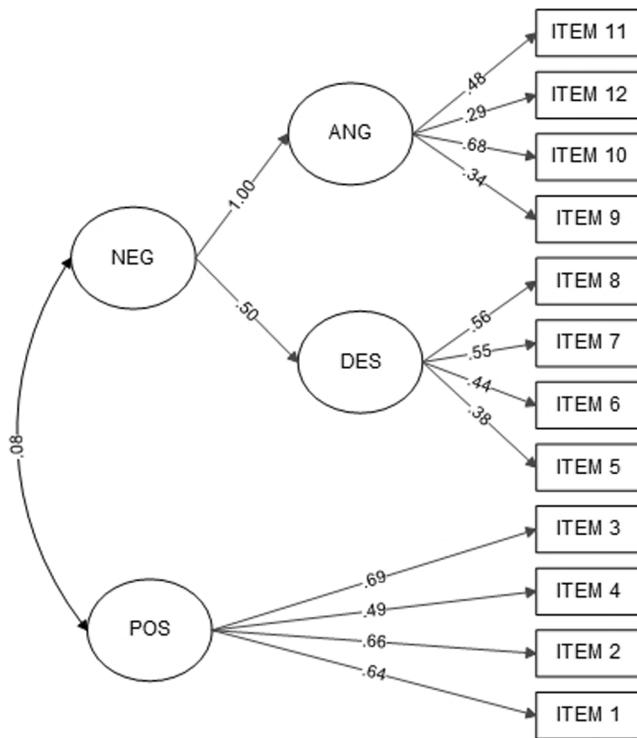 ITEM 11
.48
ITEM 12
.29
ANG
ITEM 10
.68
.34
ITEM 9
1.00
NEG
ITEM 8
.56
.50
ITEM 7
.55
DES
.44
ITEM 6
.38
ITEM 5
.08
ITEM 3
.69
ITEM 4
.49
POS
.66
ITEM 2
.64
ITEM 1